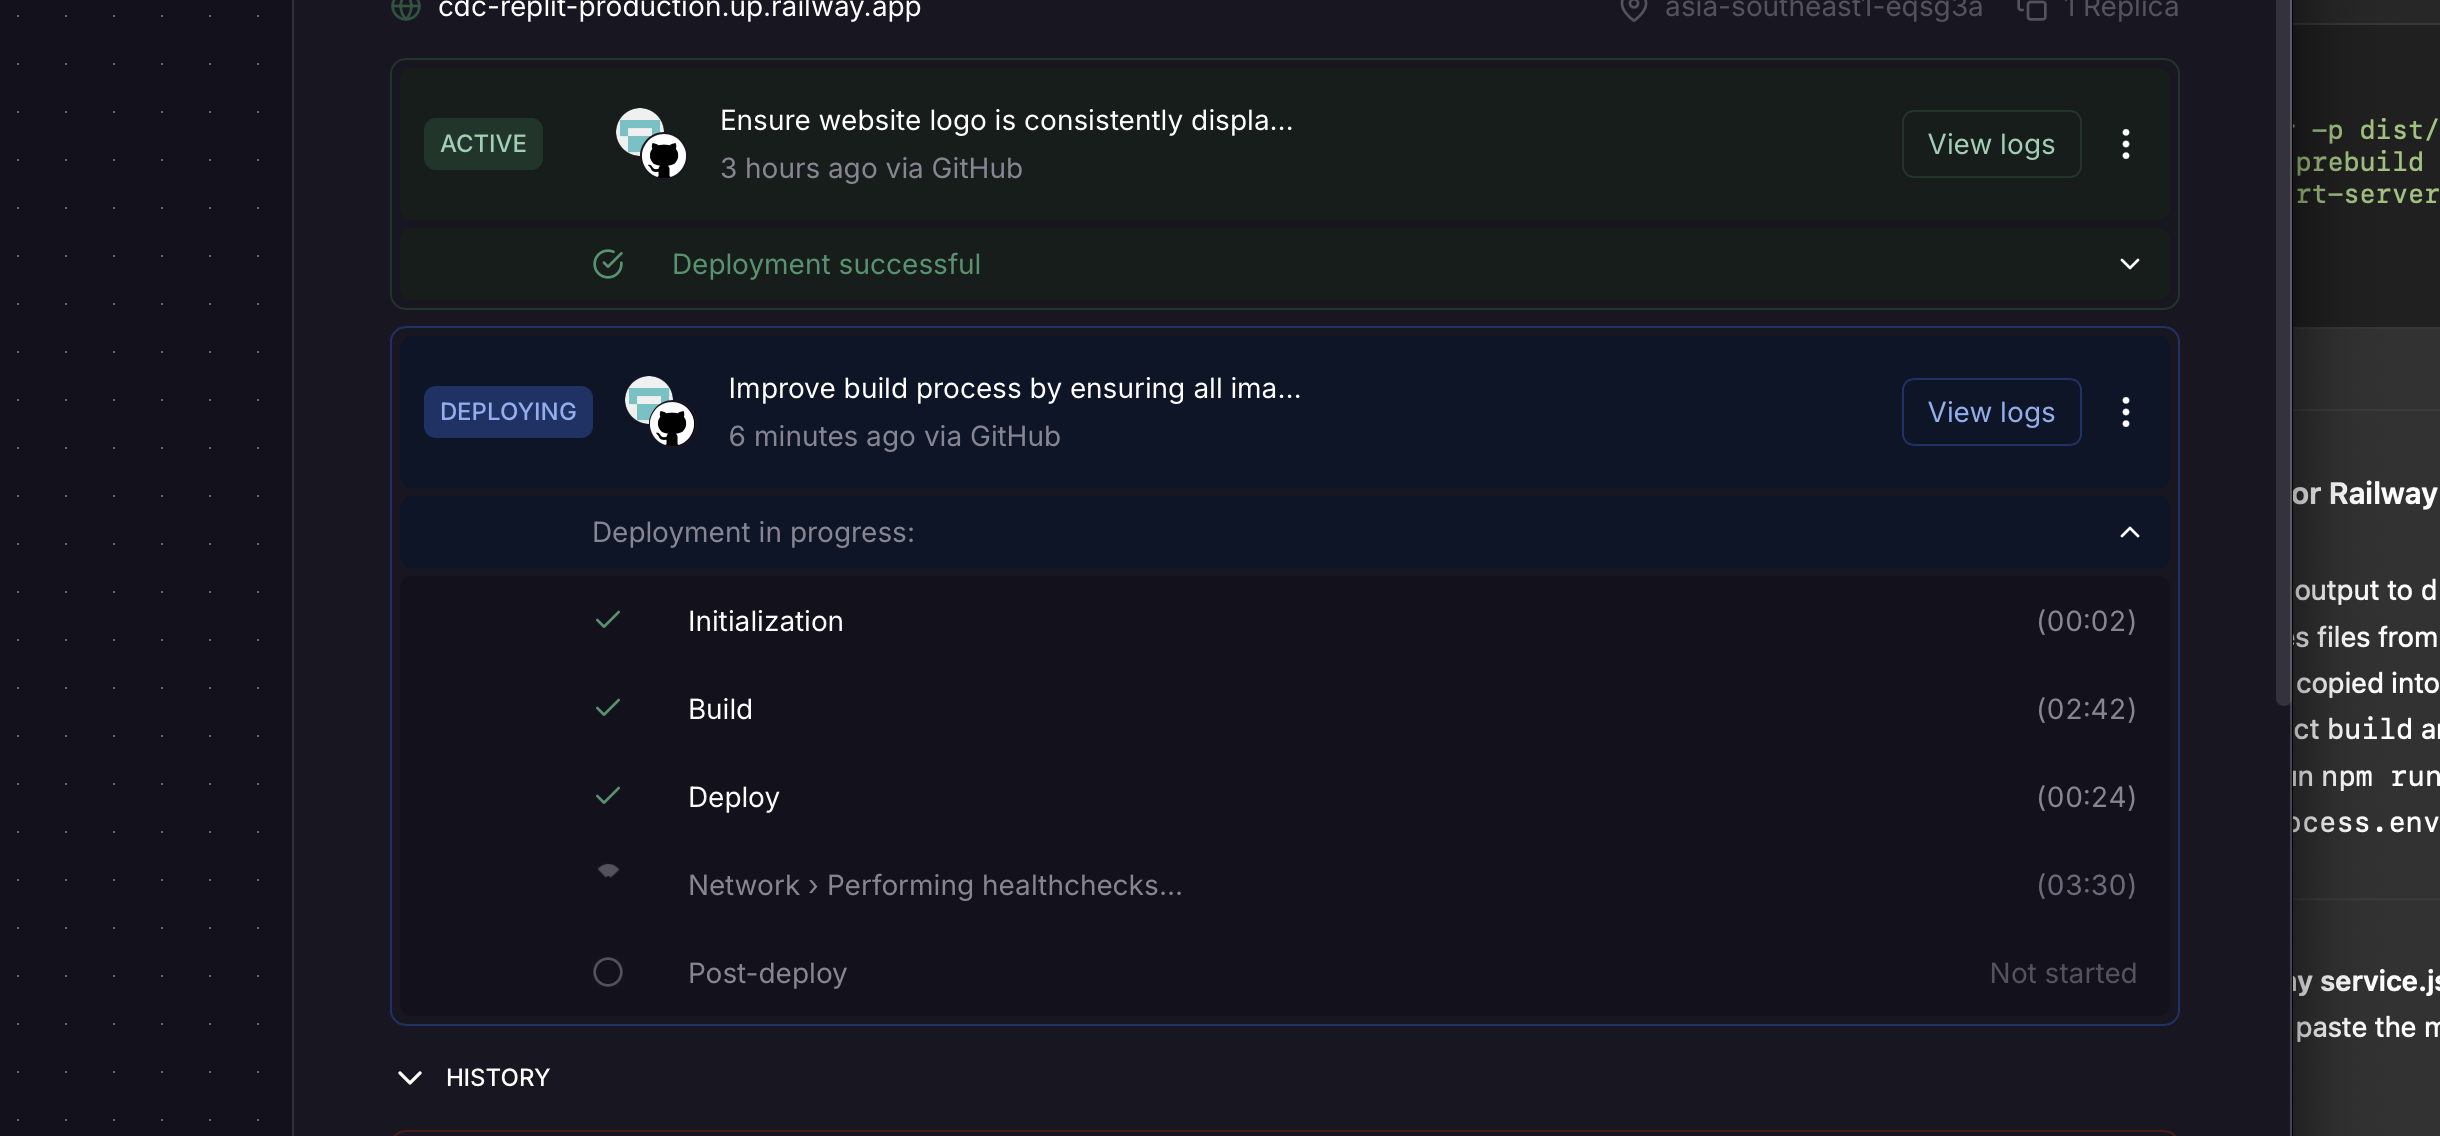 cdc-replit-production.up.railway.app
asia-southeast1-eqsg3a
1 Replica
ACTIVE
Ensure website logo is consistently displa...
3 hours ago via GitHub
View logs
Deployment successful
DEPLOYING
Improve build process by ensuring all ima...
6 minutes ago via GitHub
View logs
Deployment in progress:
Initialization
(00:02)
Build
(02:42)
Deploy
(00:24)
Network › Performing healthchecks...
(03:30)
Post-deploy
Not started
HISTORY
-p dist/
prebuild
rt-server
or Railway
output to d
s files from
copied into
ct build a
n npm run
ocess.env
y service.js
paste the m